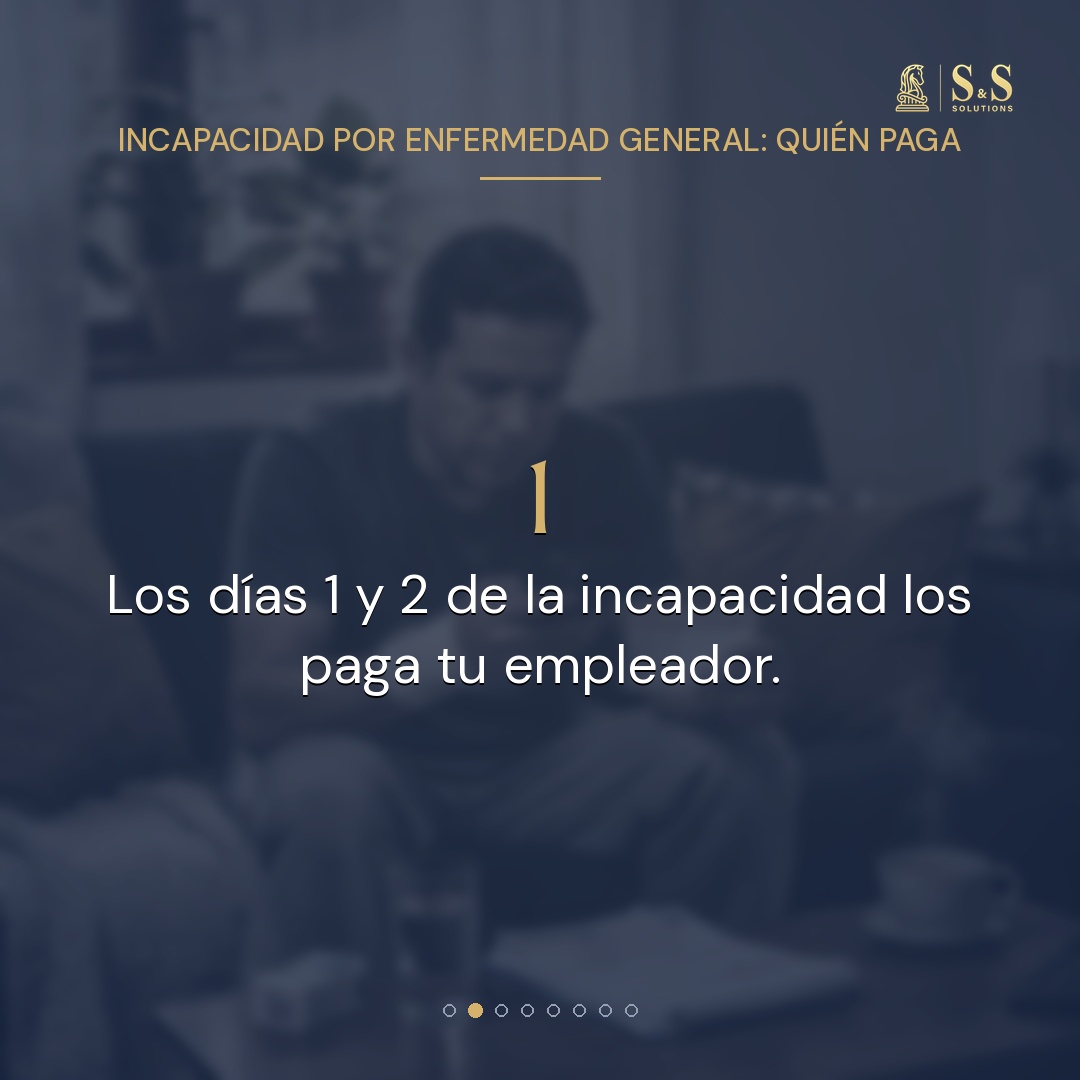 S&S
SOLUTIONS
INCAPACIDAD POR ENFERMEDAD GENERAL: QUIÉN PAGA
1
Los días 1 y 2 de la incapacidad los
paga tu empleador.